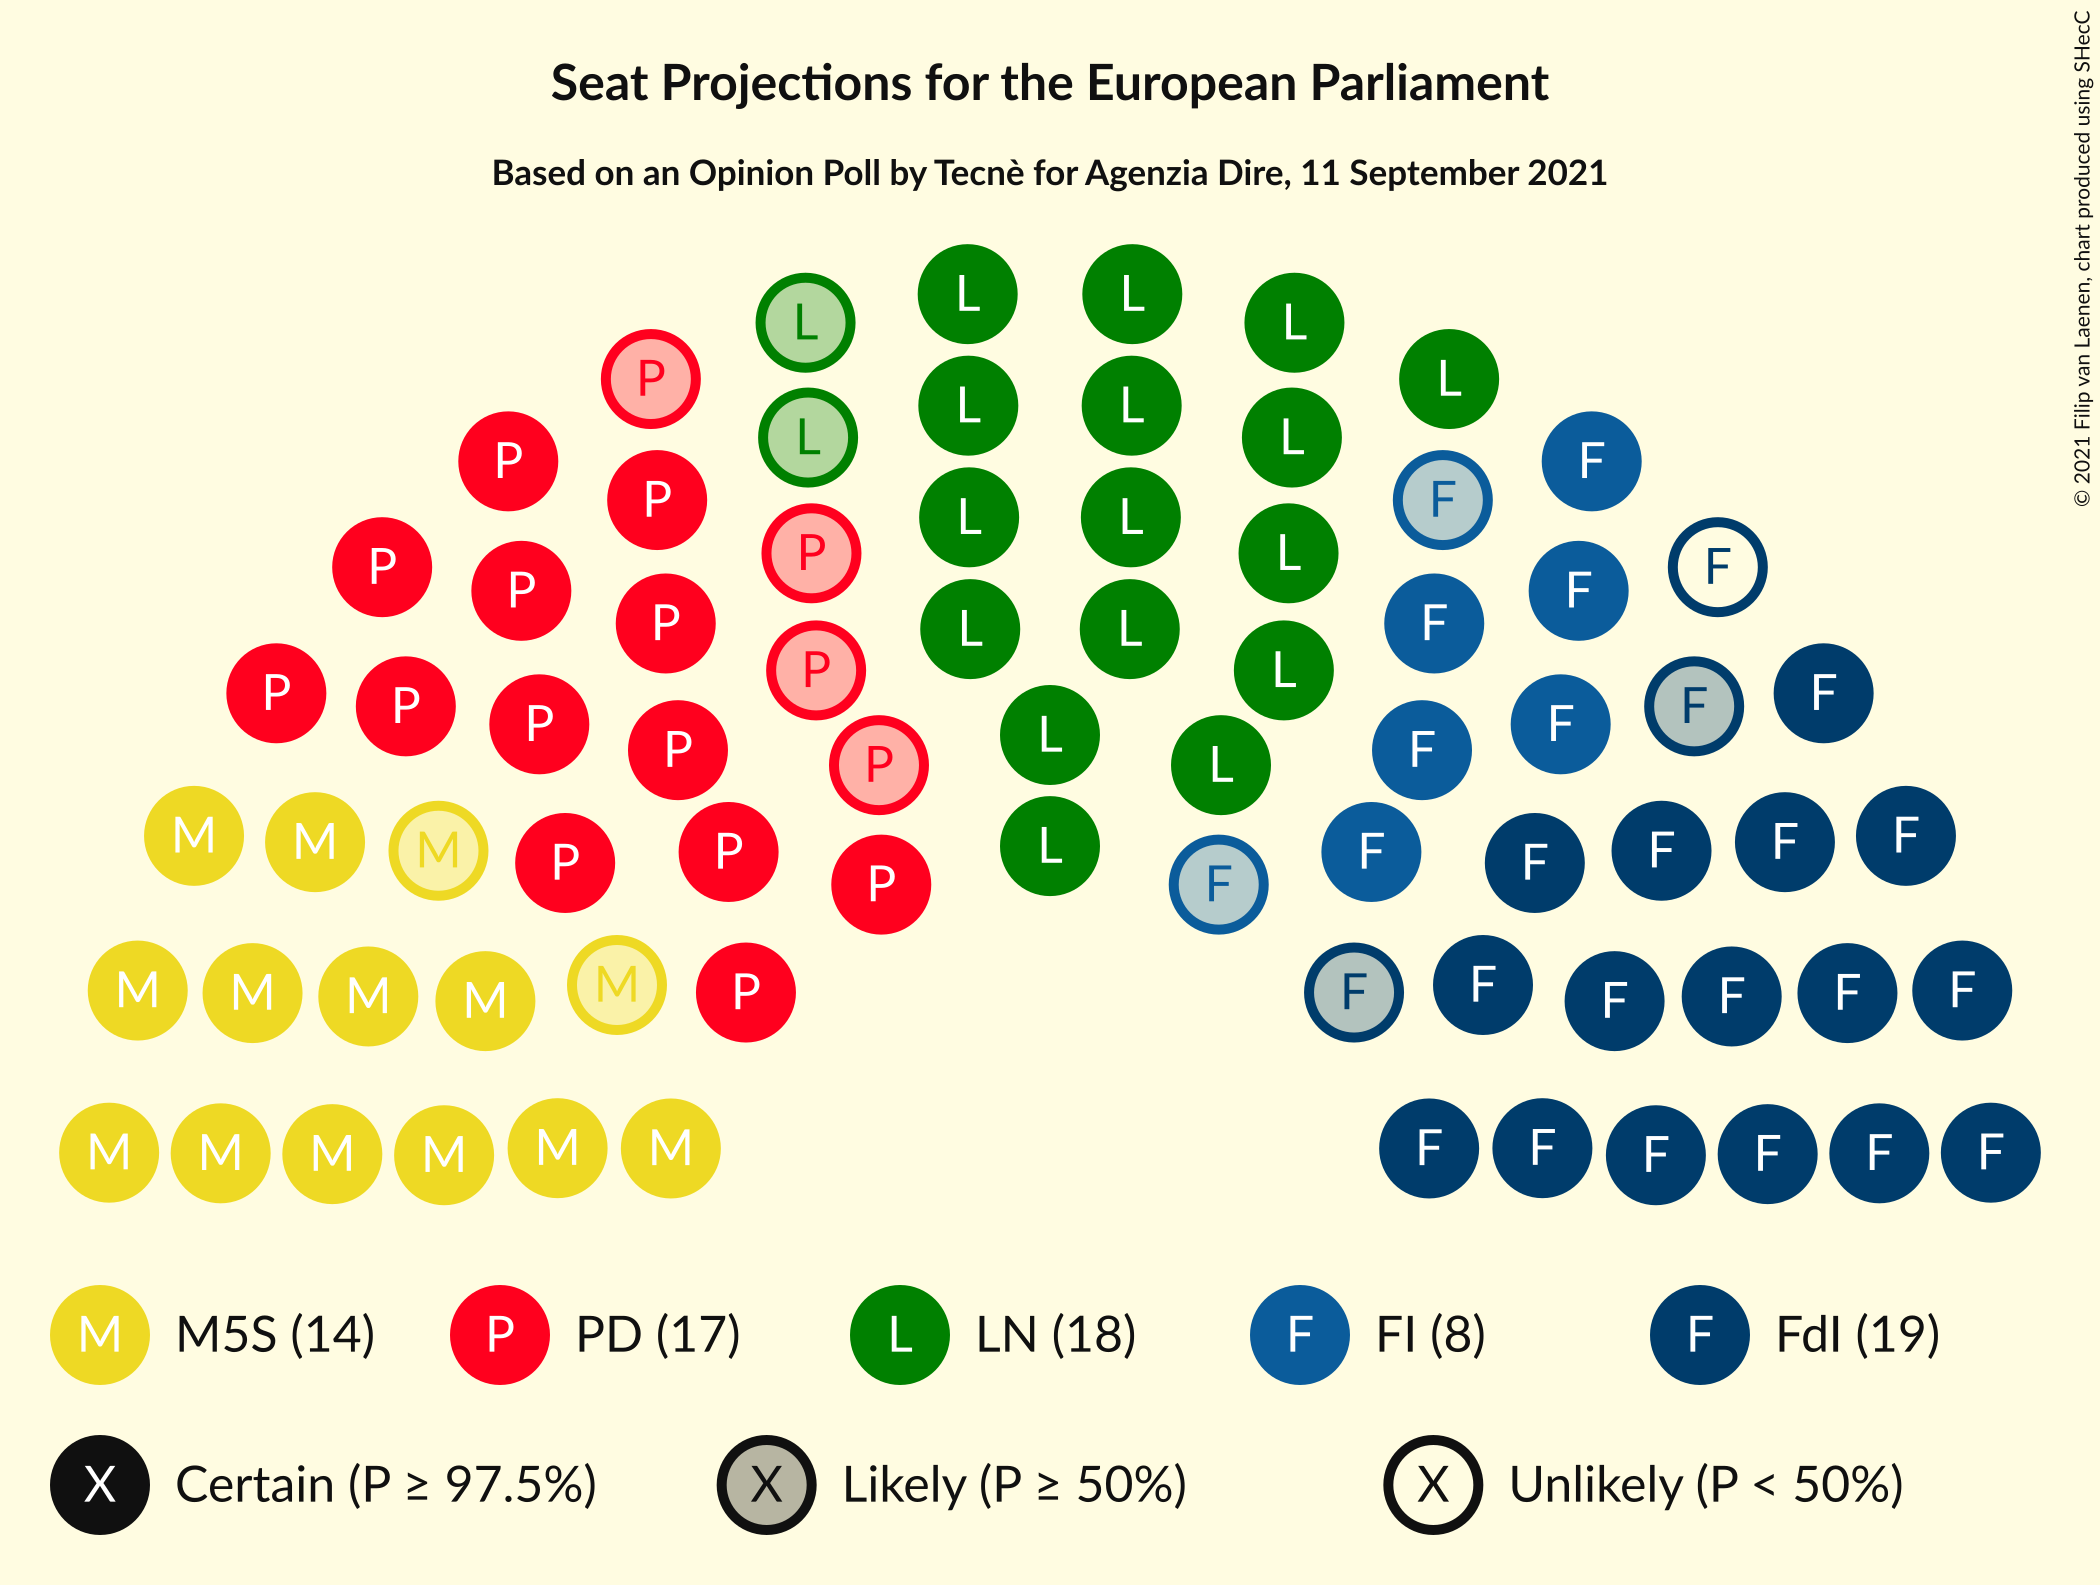 Seat Projections for the European Parliament
Based on an Opinion Poll by Tecnè for Agenzia Dire, 11 September 2021
© 2021 Filip van Laenen, chart produced using SHecC
L L
L L
P L
L L
L L
P F
P F
L L
P F
L L
P P F F
P F
P L
P P F F
P P F F
P L
L
M M F F
M P P L F F F
P F
M M M M M P F F F F F F
M M M M M M F F F F F F
M M5S (14) P PD (17) L LN (18) F FI (8) F FdI (19)
X Certain (P ≥ 97.5%) X Likely (P ≥ 50%) X Unlikely (P < 50%)